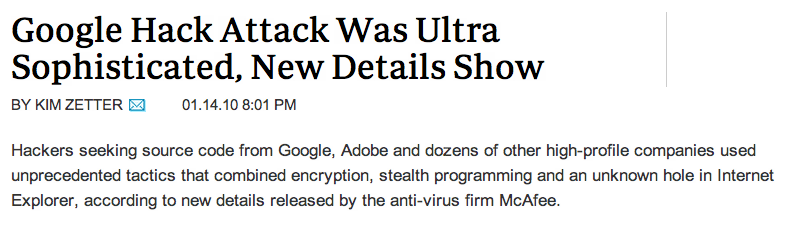 Google Hack Attack Was Ultra
Sophisticated, New Details Show
BY KIM ZETTER 01.14.10 8:01 PM
Hackers seeking source code from Google, Adobe and dozens of other high-profile companies used
unprecedented tactics that combined encryption, stealth programming and an unknown hole in Internet
Explorer, according to new details released by the anti-virus firm McAfee.